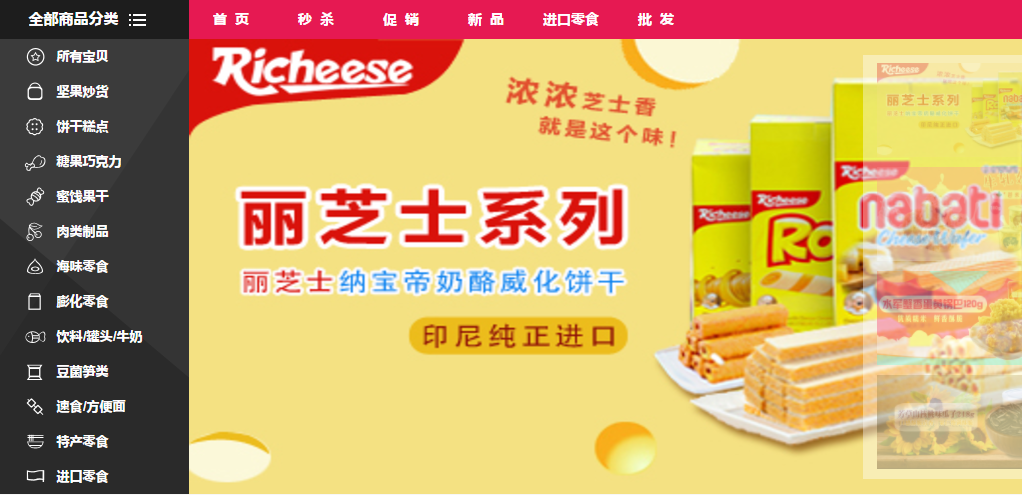 全部商品分类
首 页
秒 杀
促 销
新 品
进口零食
批 发
所有宝贝
坚果炒货
饼干糕点
糖果巧克力
蜜饯果干
肉类制品
海味零食
膨化零食
饮料/罐头/牛奶
豆菌笋类
速食/方便面
特产零食
进口零食
Richeese
浓浓芝士香
就是这个味!
丽芝士系列
丽芝士纳宝帝奶酪威化饼干
印尼纯正进口
Richeese
Richeese
Richeese
Ro
Richeese
丽芝士系列
nabati
Cheese Wafer